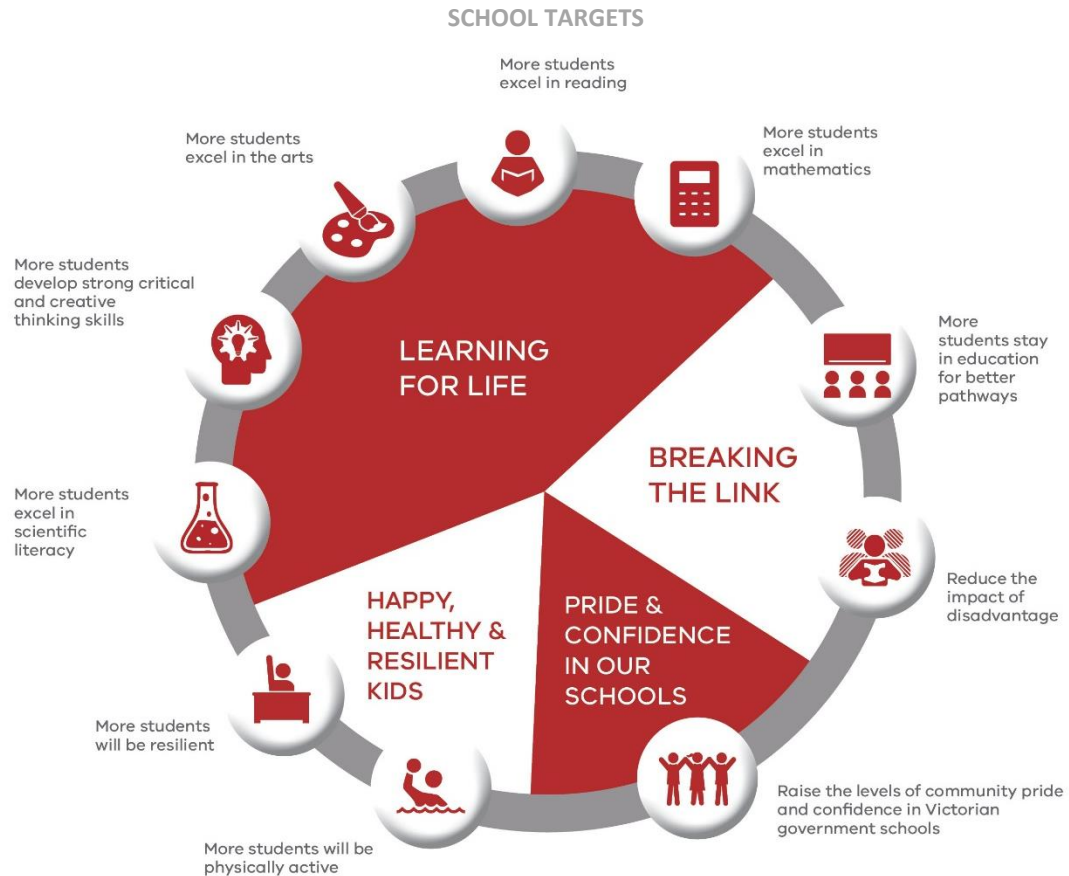 SCHOOL TARGETS
More students
excel in reading
More students
excel in the arts
More students
excel in
mathematics
More students
develop strong critical
and creative
thinking skills
More
students stay
in education
for better
pathways
LEARNING
FOR LIFE
BREAKING
THE LINK
More students
excel in
scientific
literacy
Reduce the
impact of
disadvantage
HAPPY,
HEALTHY &
RESILIENT
KIDS
PRIDE &
CONFIDENCE
IN OUR
SCHOOLS
More students
will be resilient
Raise the levels of community pride
and confidence in Victorian
government schools
More students will be
physically active